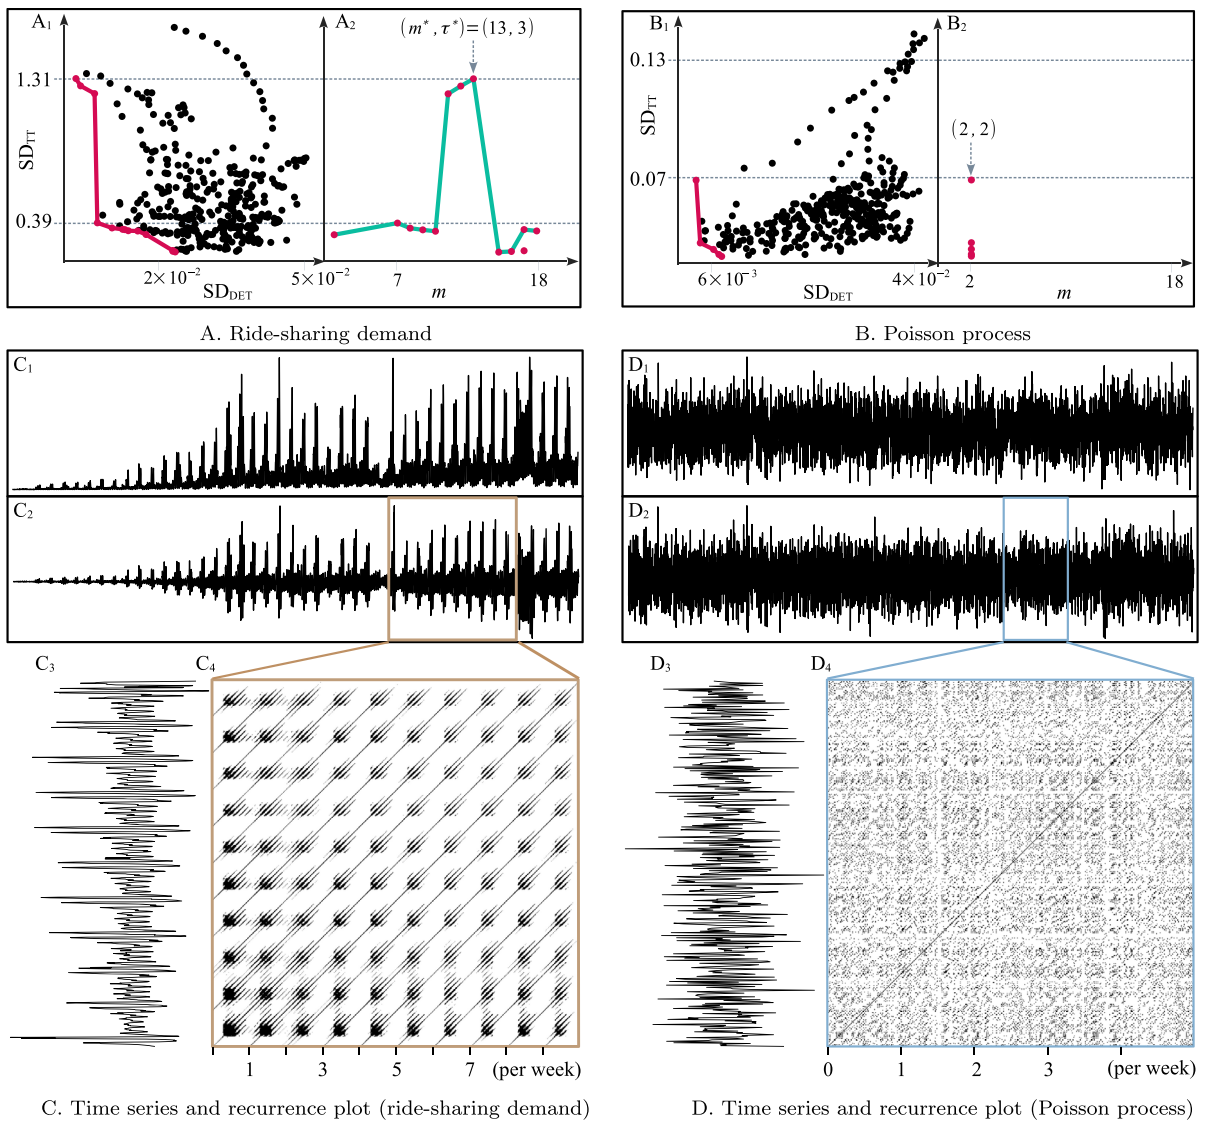 A₁ A₂ (m*, τ*)=(13, 3)
1.31
SD_TT
0.39
2×10⁻² 5×10⁻² 7 18
SD_DET m
A. Ride-sharing demand
B₁ B₂
0.13
SD_TT
(2, 2)
0.07
6×10⁻³ 4×10⁻² 2 18
SD_DET m
B. Poisson process
C₁
C₂
C₃ C₄
1 3 5 7 (per week)
C. Time series and recurrence plot (ride-sharing demand)
D₁
D₂
D₃ D₄
0 1 2 3 (per week)
D. Time series and recurrence plot (Poisson process)